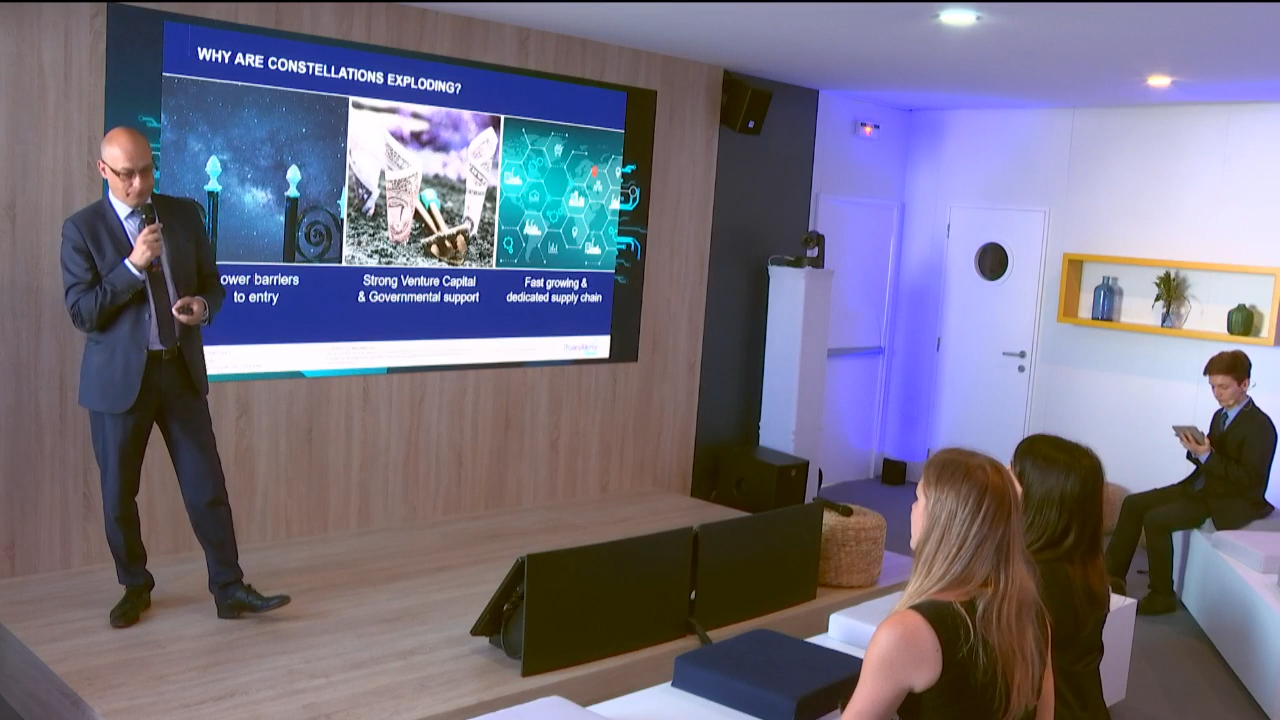 WHY ARE CONSTELLATIONS EXPLODING?
ower barriers
to entry
Strong Venture Capital
& Governmental support
Fast growing &
dedicated supply chain